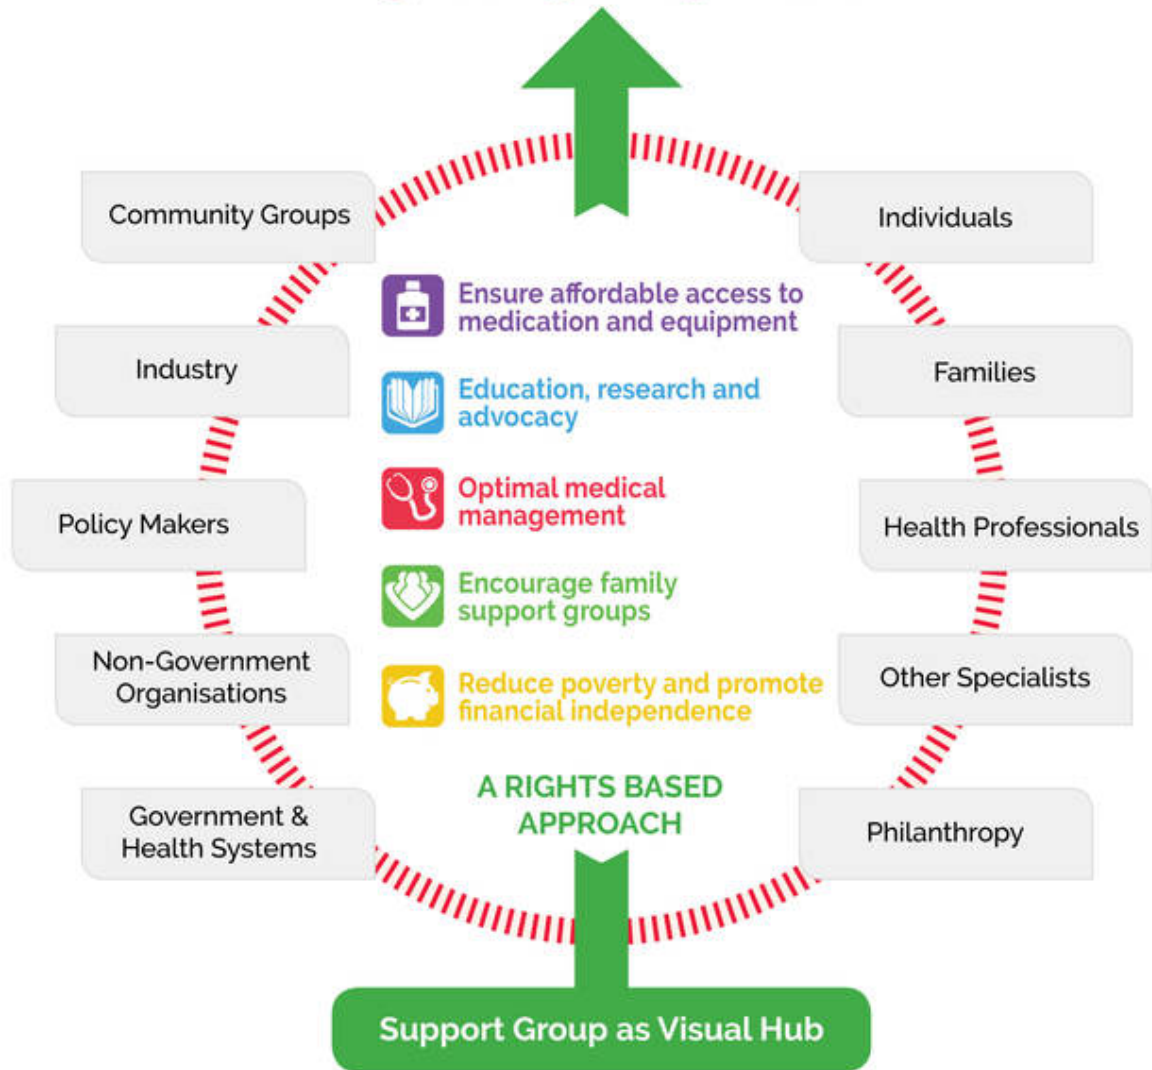 Community Groups
Individuals
Ensure affordable access to
medication and equipment
Industry
Families
Education, research and
advocacy
Optimal medical
management
Policy Makers
Health Professionals
Encourage family
support groups
Non-Government
Organisations
Other Specialists
Reduce poverty and promote
financial independence
A RIGHTS BASED
APPROACH
Government &
Health Systems
Philanthropy
Support Group as Visual Hub